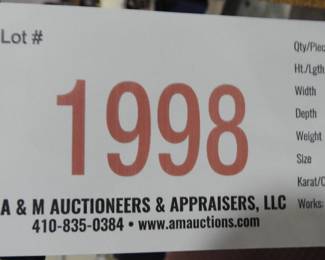 Lot #
1998
A & M AUCTIONEERS & APPRAISERS, LLC
410-835-0384 • www.amauctions.com
Qty/Piec
Ht./Lgth
Width
Depth
Weight
Size
Karat/C
Works: